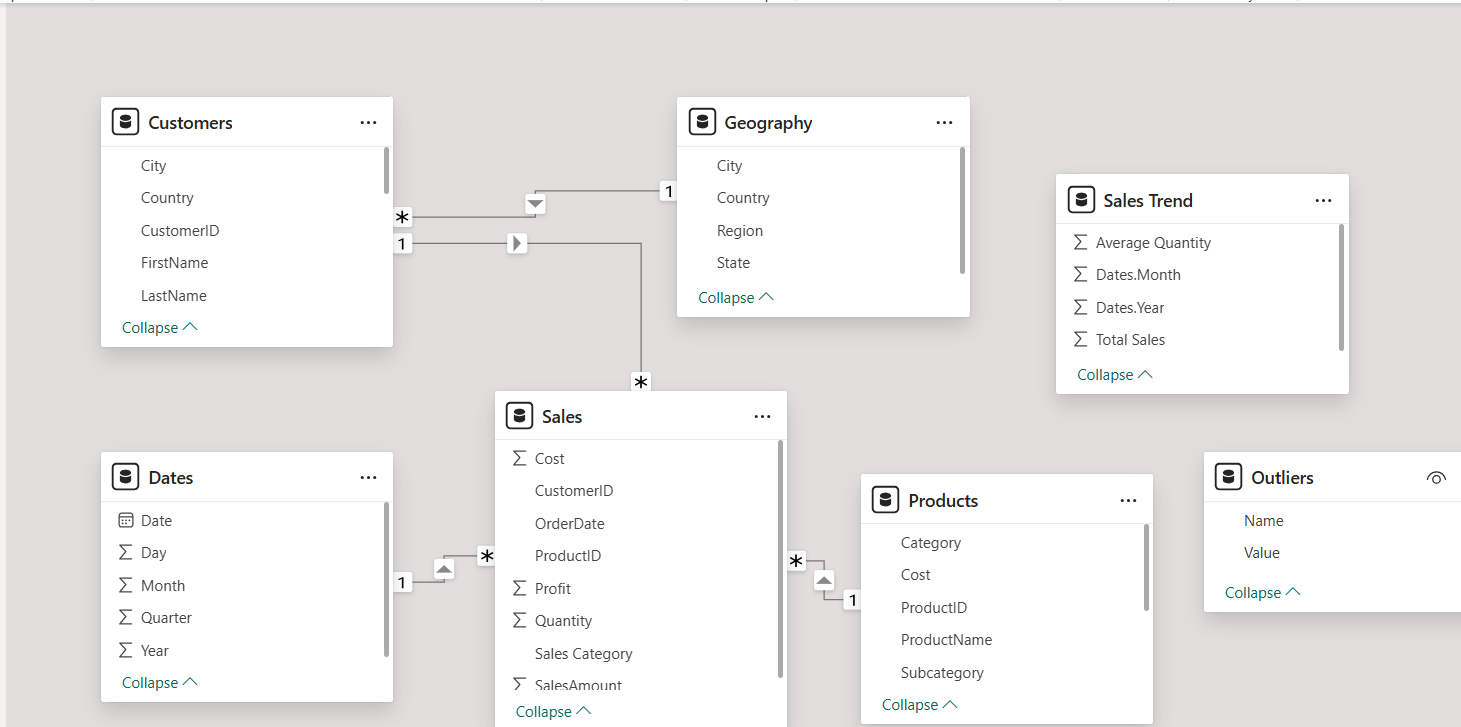 Customers
City
Country
CustomerID
FirstName
LastName
Collapse
Geography
City
Country
Region
State
Collapse
Sales Trend
Average Quantity
Dates.Month
Dates.Year
Total Sales
Collapse
*
1
1
*
Dates
Date
Day
Month
Quarter
Year
Collapse
1
*
Sales
Cost
CustomerID
OrderDate
ProductID
Profit
Quantity
Sales Category
SalesAmount
Collapse
*
1
Products
Category
Cost
ProductID
ProductName
Subcategory
Collapse
Outliers
Name
Value
Collapse